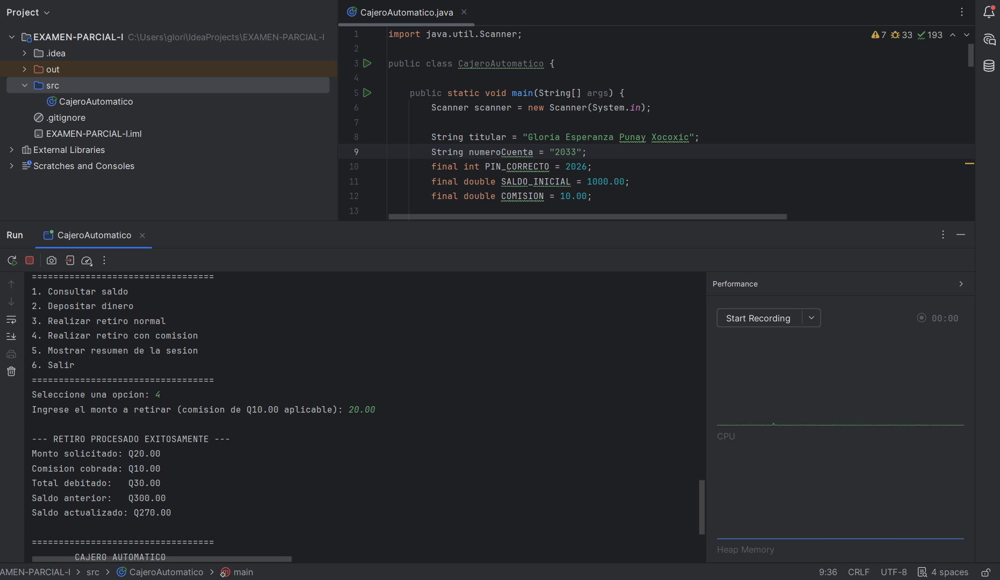 Project
EXAMEN-PARCIAL-I C:\Users\glori\IdeaProjects\EXAMEN-PARCIAL-I
.idea
out
src
CajeroAutomatico
.gitignore
EXAMEN-PARCIAL-I.iml
External Libraries
Scratches and Consoles
CajeroAutomatico.java
7 33 193
1 import java.util.Scanner;
2
3 public class CajeroAutomatico {
4
5 public static void main(String[] args) {
6 Scanner scanner = new Scanner(System.in);
7
8 String titular = "Gloria Esperanza Punay Xocoxic";
9 String numeroCuenta = "2033";
10 final int PIN_CORRECTO = 2026;
11 final double SALDO_INICIAL = 1000.00;
12 final double COMISION = 10.00;
13
Run CajeroAutomatico
==================================
1. Consultar saldo
2. Depositar dinero
3. Realizar retiro normal
4. Realizar retiro con comision
5. Mostrar resumen de la sesion
6. Salir
==================================
Seleccione una opcion: 4
Ingrese el monto a retirar (comision de Q10.00 aplicable): 20.00
--- RETIRO PROCESADO EXITOSAMENTE ---
Monto solicitado: Q20.00
Comision cobrada: Q10.00
Total debitado: Q30.00
Saldo anterior: Q300.00
Saldo actualizado: Q270.00
==================================
CAJERO AUTOMATICO
Performance
Start Recording 00:00
CPU
Heap Memory
AMEN-PARCIAL-I > src > CajeroAutomatico > main
9:36 CRLF UTF-8 4 spaces